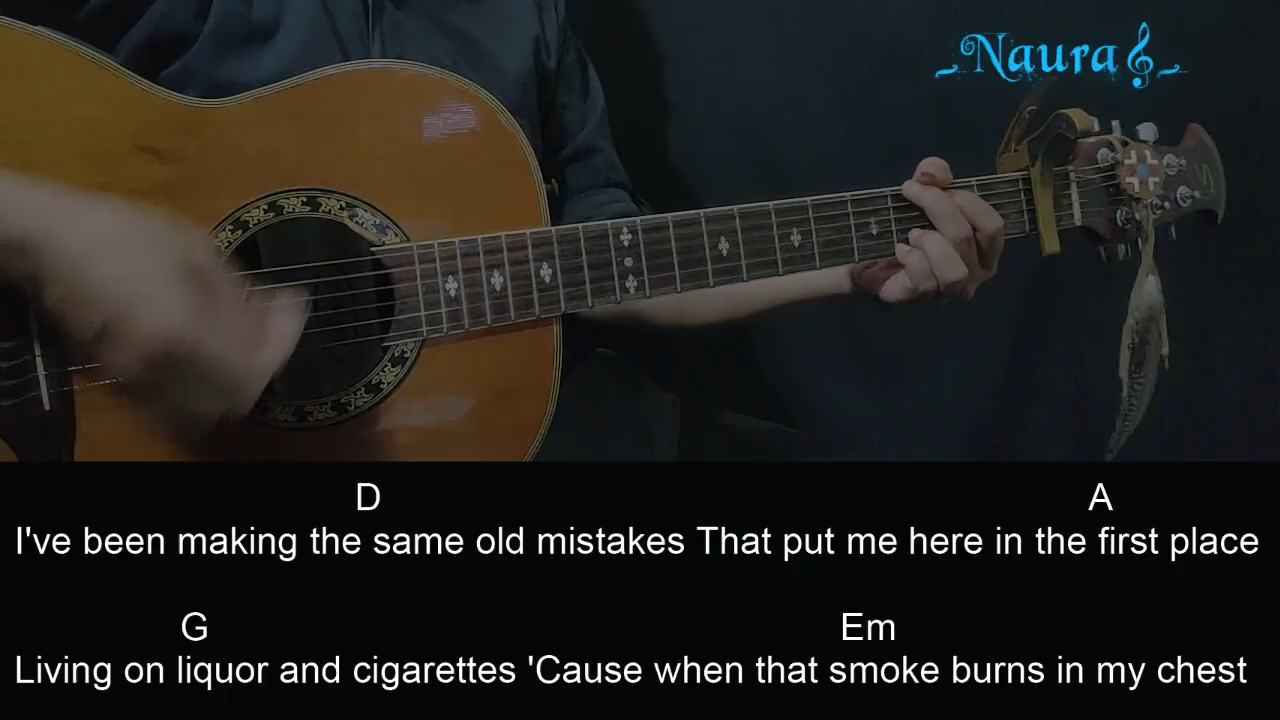 Naura
D A
I've been making the same old mistakes That put me here in the first place
G Em
Living on liquor and cigarettes 'Cause when that smoke burns in my chest